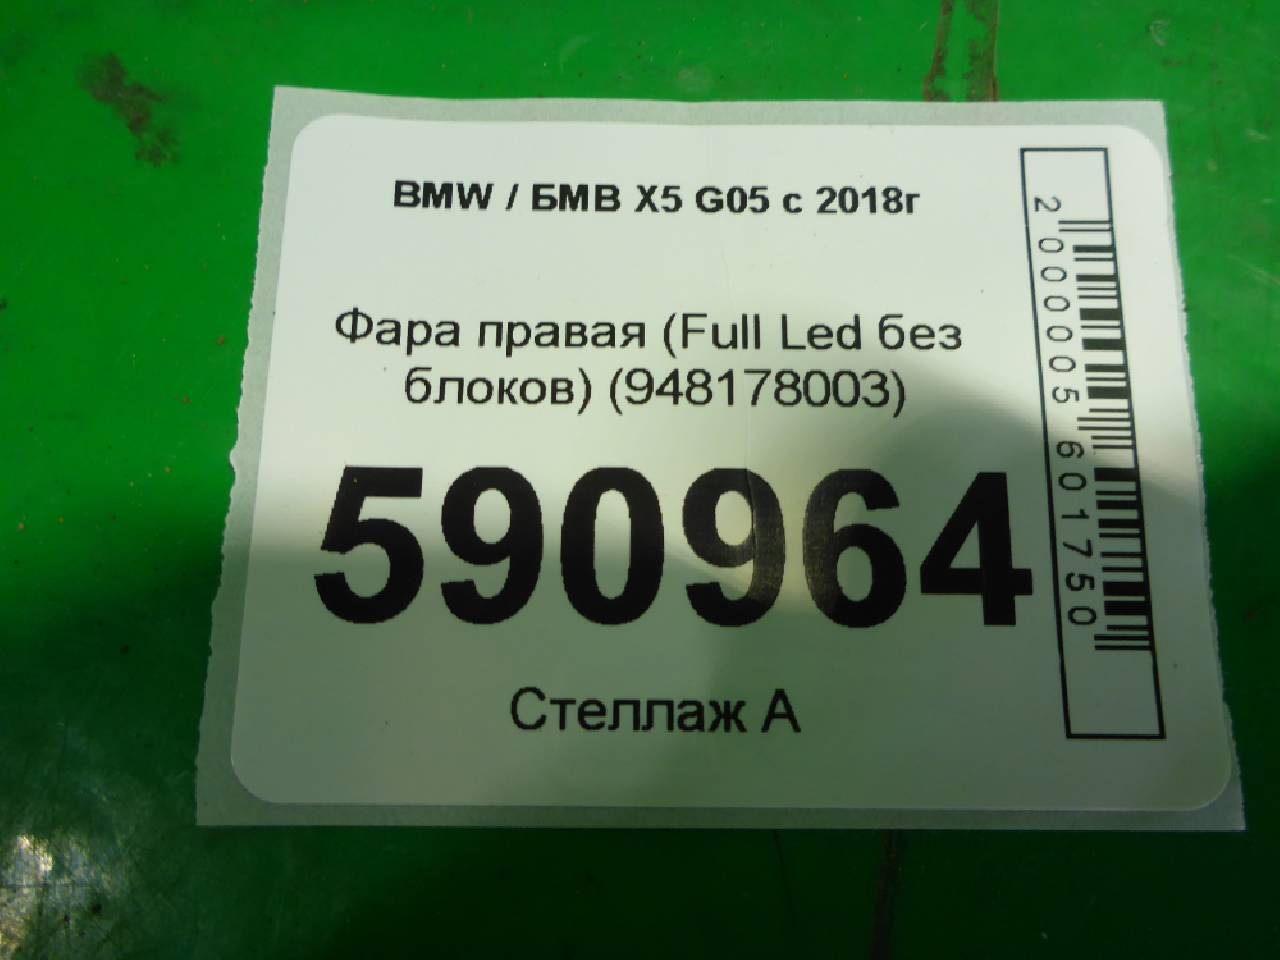 BMW / БМВ X5 G05 с 2018г
Фара правая (Full Led без
блоков) (948178003)
590964
Стеллаж А
2000005601750